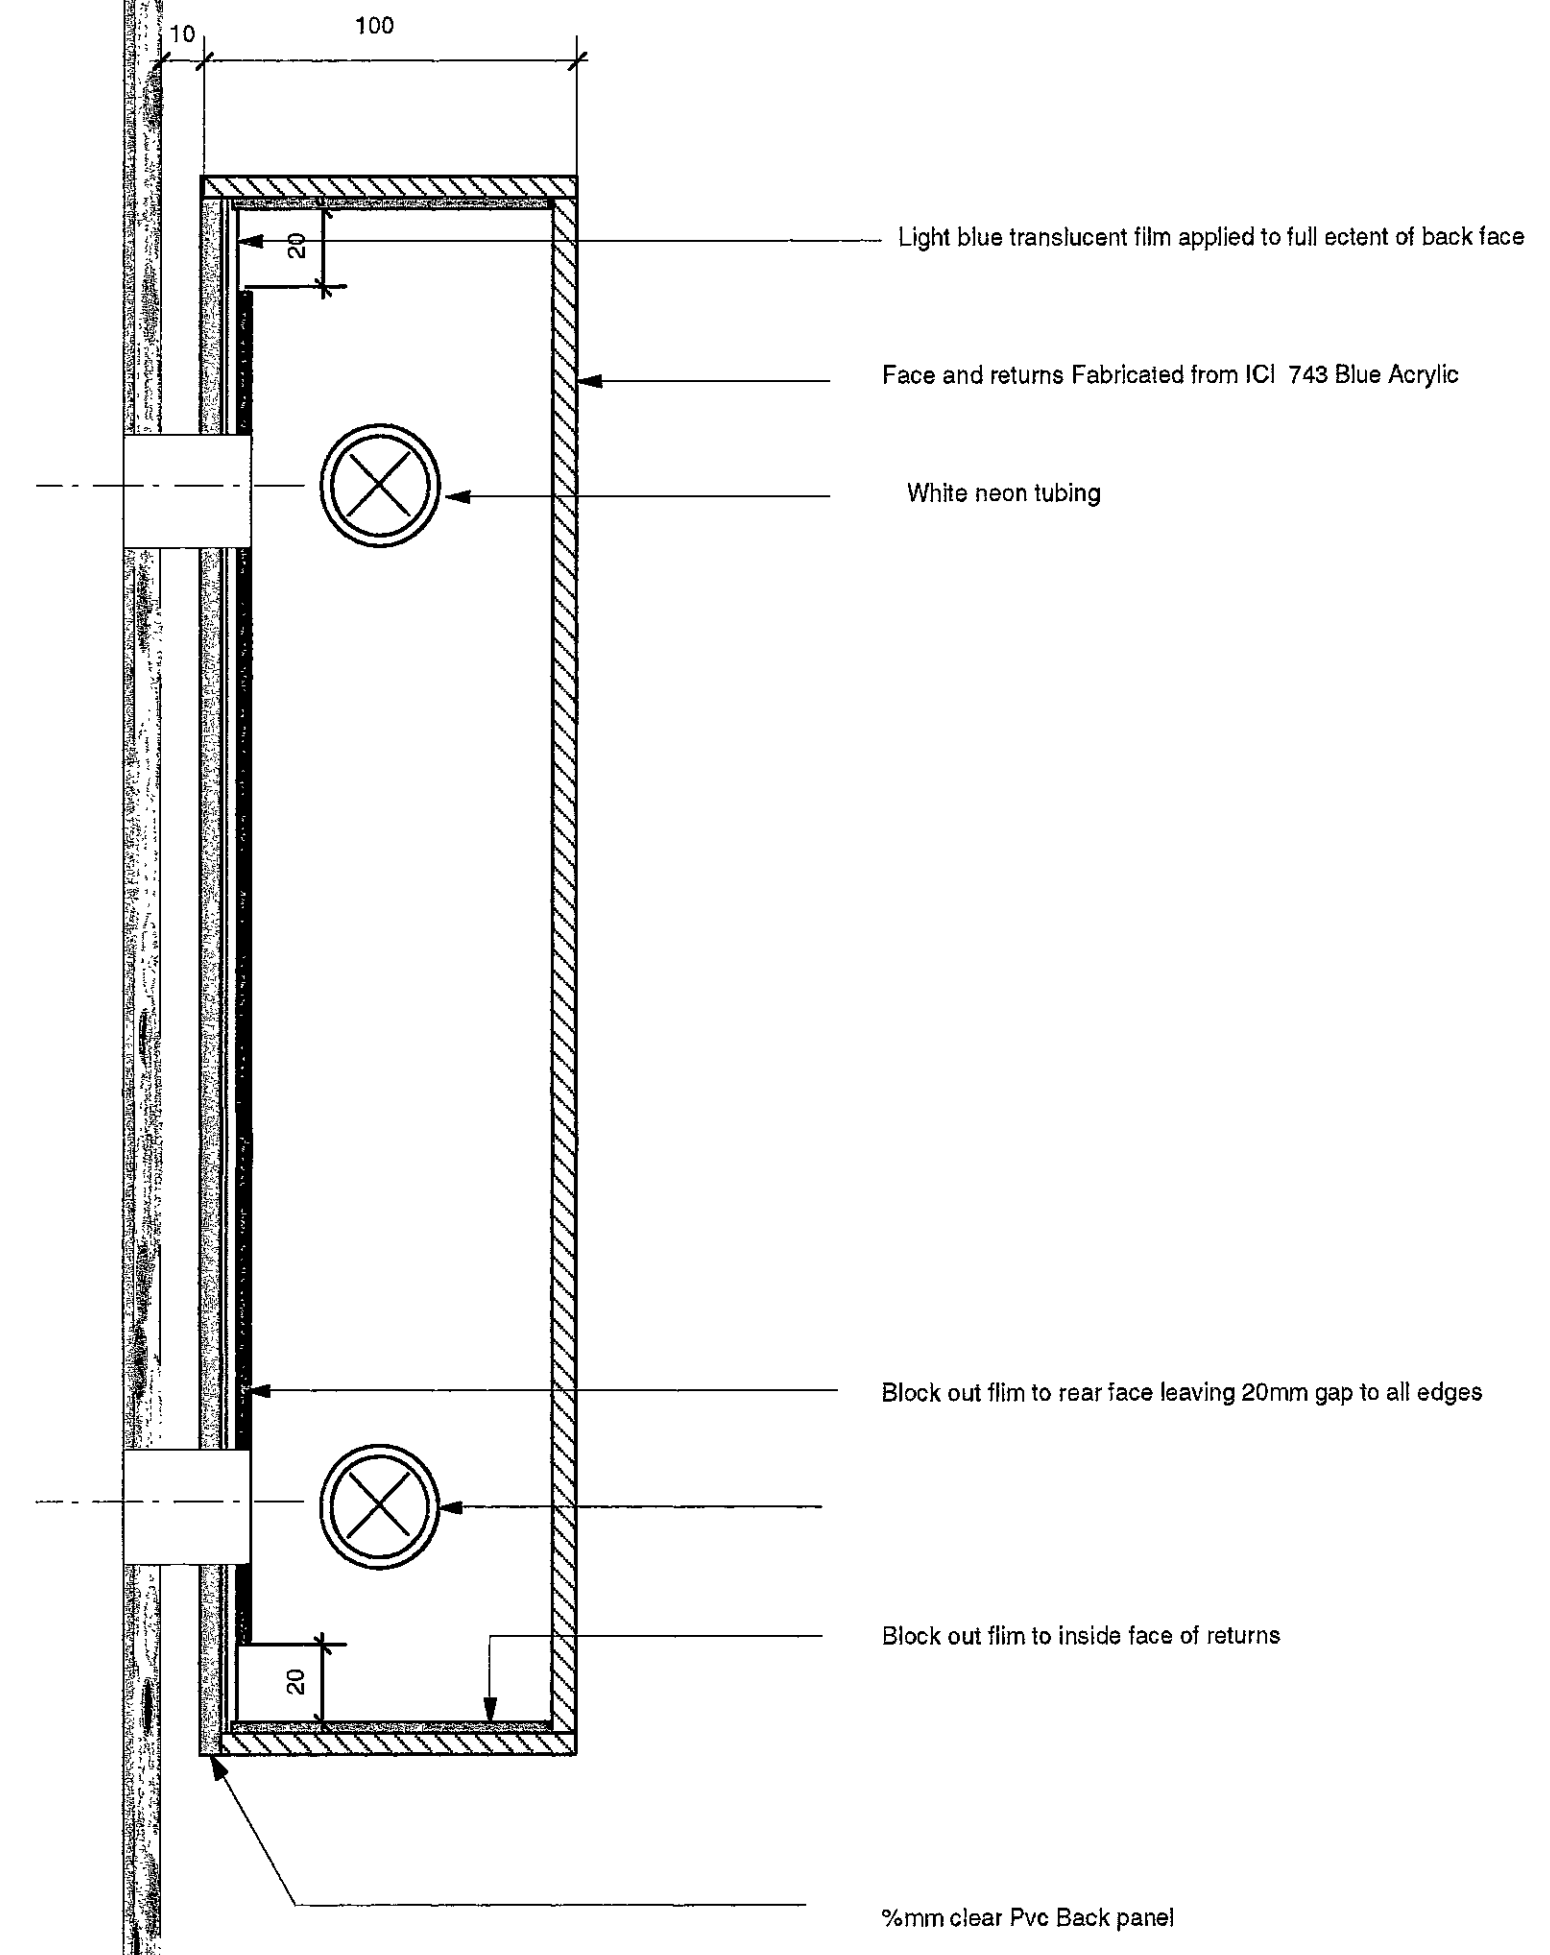 10
100
20
Light blue translucent film applied to full ectent of back face
Face and returns Fabricated from ICI 743 Blue Acrylic
White neon tubing
Block out flim to rear face leaving 20mm gap to all edges
Block out flim to inside face of returns
20
%mm clear Pvc Back panel